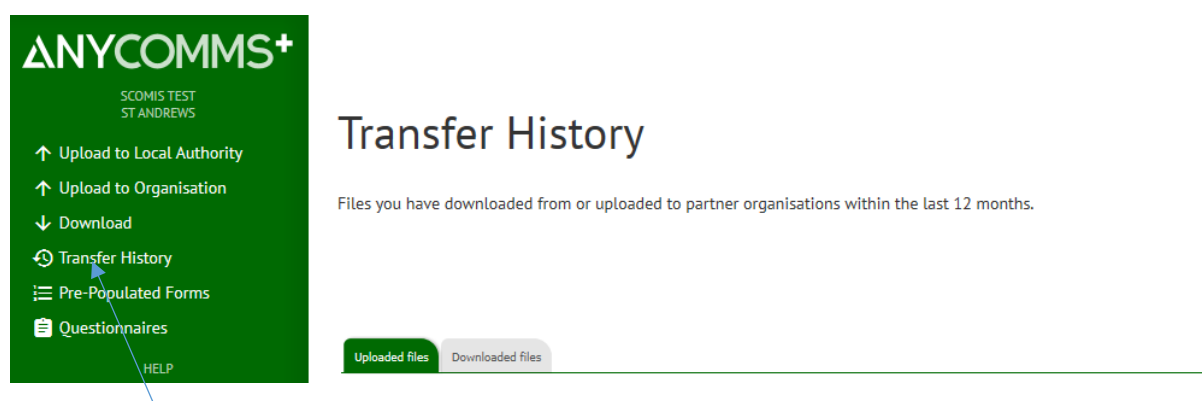 ANYCOMMS+
SCOMIS TEST
ST ANDREWS
Upload to Local Authority
Upload to Organisation
Download
Transfer History
Pre-Populated Forms
Questionnaires
HELP
Transfer History
Files you have downloaded from or uploaded to partner organisations within the last 12 months.
Uploaded files Downloaded files